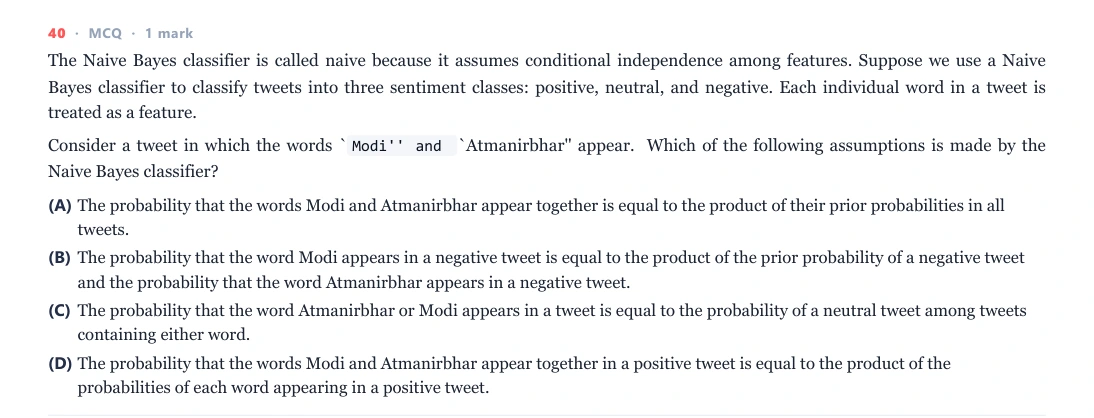 40 · MCQ · 1 mark
The Naive Bayes classifier is called naive because it assumes conditional independence among features. Suppose we use a Naive
Bayes classifier to classify tweets into three sentiment classes: positive, neutral, and negative. Each individual word in a tweet is
treated as a feature.
Consider a tweet in which the words ` Modi'' and `Atmanirbhar" appear. Which of the following assumptions is made by the
Naive Bayes classifier?
(A) The probability that the words Modi and Atmanirbhar appear together is equal to the product of their prior probabilities in all
tweets.
(B) The probability that the word Modi appears in a negative tweet is equal to the product of the prior probability of a negative tweet
and the probability that the word Atmanirbhar appears in a negative tweet.
(C) The probability that the word Atmanirbhar or Modi appears in a tweet is equal to the probability of a neutral tweet among tweets
containing either word.
(D) The probability that the words Modi and Atmanirbhar appear together in a positive tweet is equal to the product of the
probabilities of each word appearing in a positive tweet.